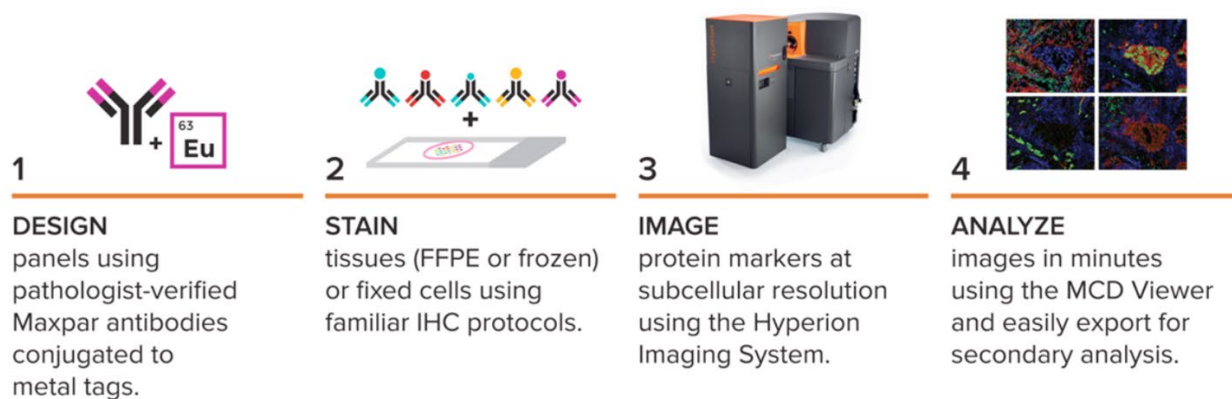 63
Eu
+
+
1
DESIGN
panels using
pathologist-verified
Maxpar antibodies
conjugated to
metal tags.
2
STAIN
tissues (FFPE or frozen)
or fixed cells using
familiar IHC protocols.
3
IMAGE
protein markers at
subcellular resolution
using the Hyperion
Imaging System.
4
ANALYZE
images in minutes
using the MCD Viewer
and easily export for
secondary analysis.